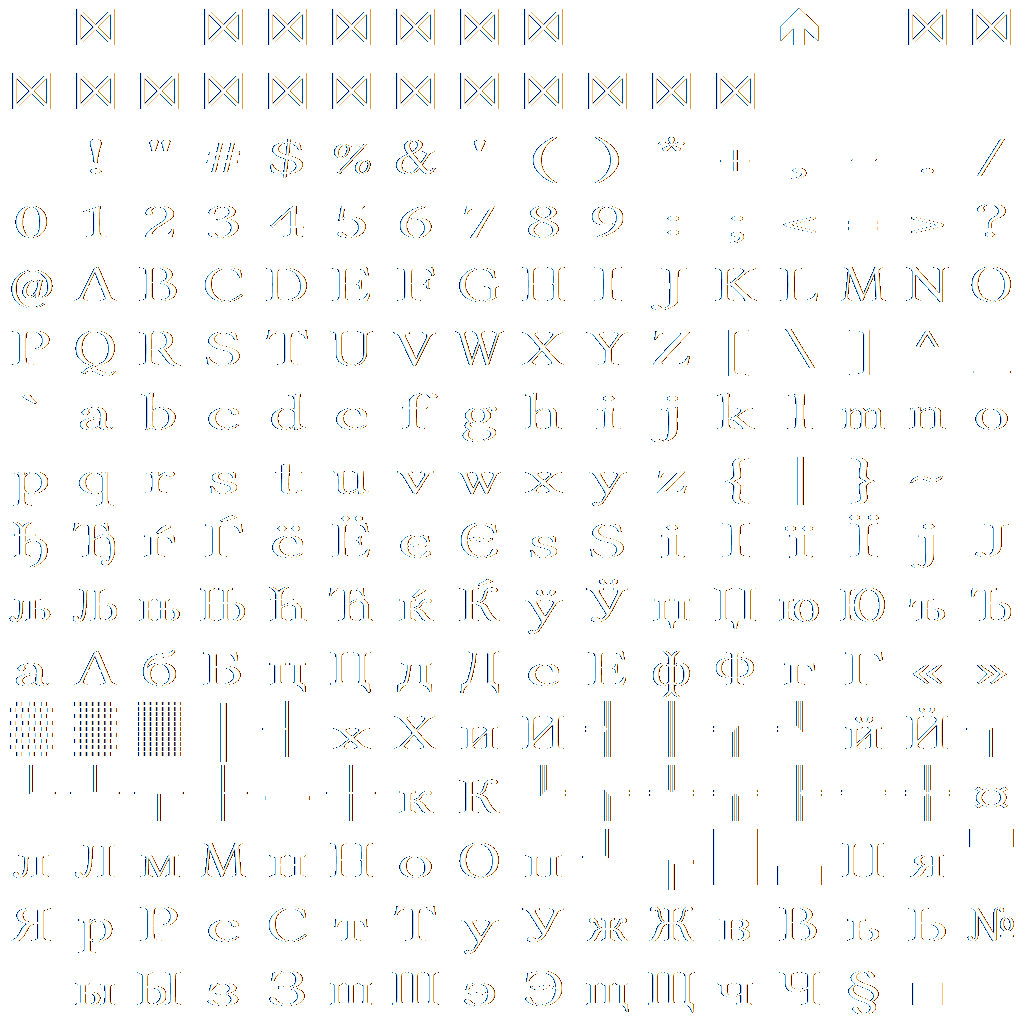 ! " # $ % & ' ( ) * + , - . /
0 1 2 3 4 5 6 7 8 9 : ; < = > ?
@ A B C D E F G H I J K L M N O
P Q R S T U V W X Y Z [ \ ] ^ _
` a b c d e f g h i j k l m n o
p q r s t u v w x y z { | } ~
ђ Ђ ѓ Ѓ ё Ё є Є ѕ Ѕ і І ї Ї ј Ј
љ Љ њ Њ ћ Ћ ќ Ќ ў Ў џ Џ ю Ю ъ Ъ
а А б Б ц Ц д Д е Е ф Ф г Г « »
░ ▒ ▓ │ ┤ х Х и И ╣ ║ ╗ ╝ й Й ┐
└ ┴ ┬ ├ ─ ┼ к К ╚ ╔ ╩ ╦ ╠ ═ ╬ ¤
л Л м М н Н о О п ┘ ┌ █ ▄ П я ▀
Я р Р с С т Т у У ж Ж в В ь Ь №
ы Ы з З ш Ш э Э щ Щ ч Ч § ■